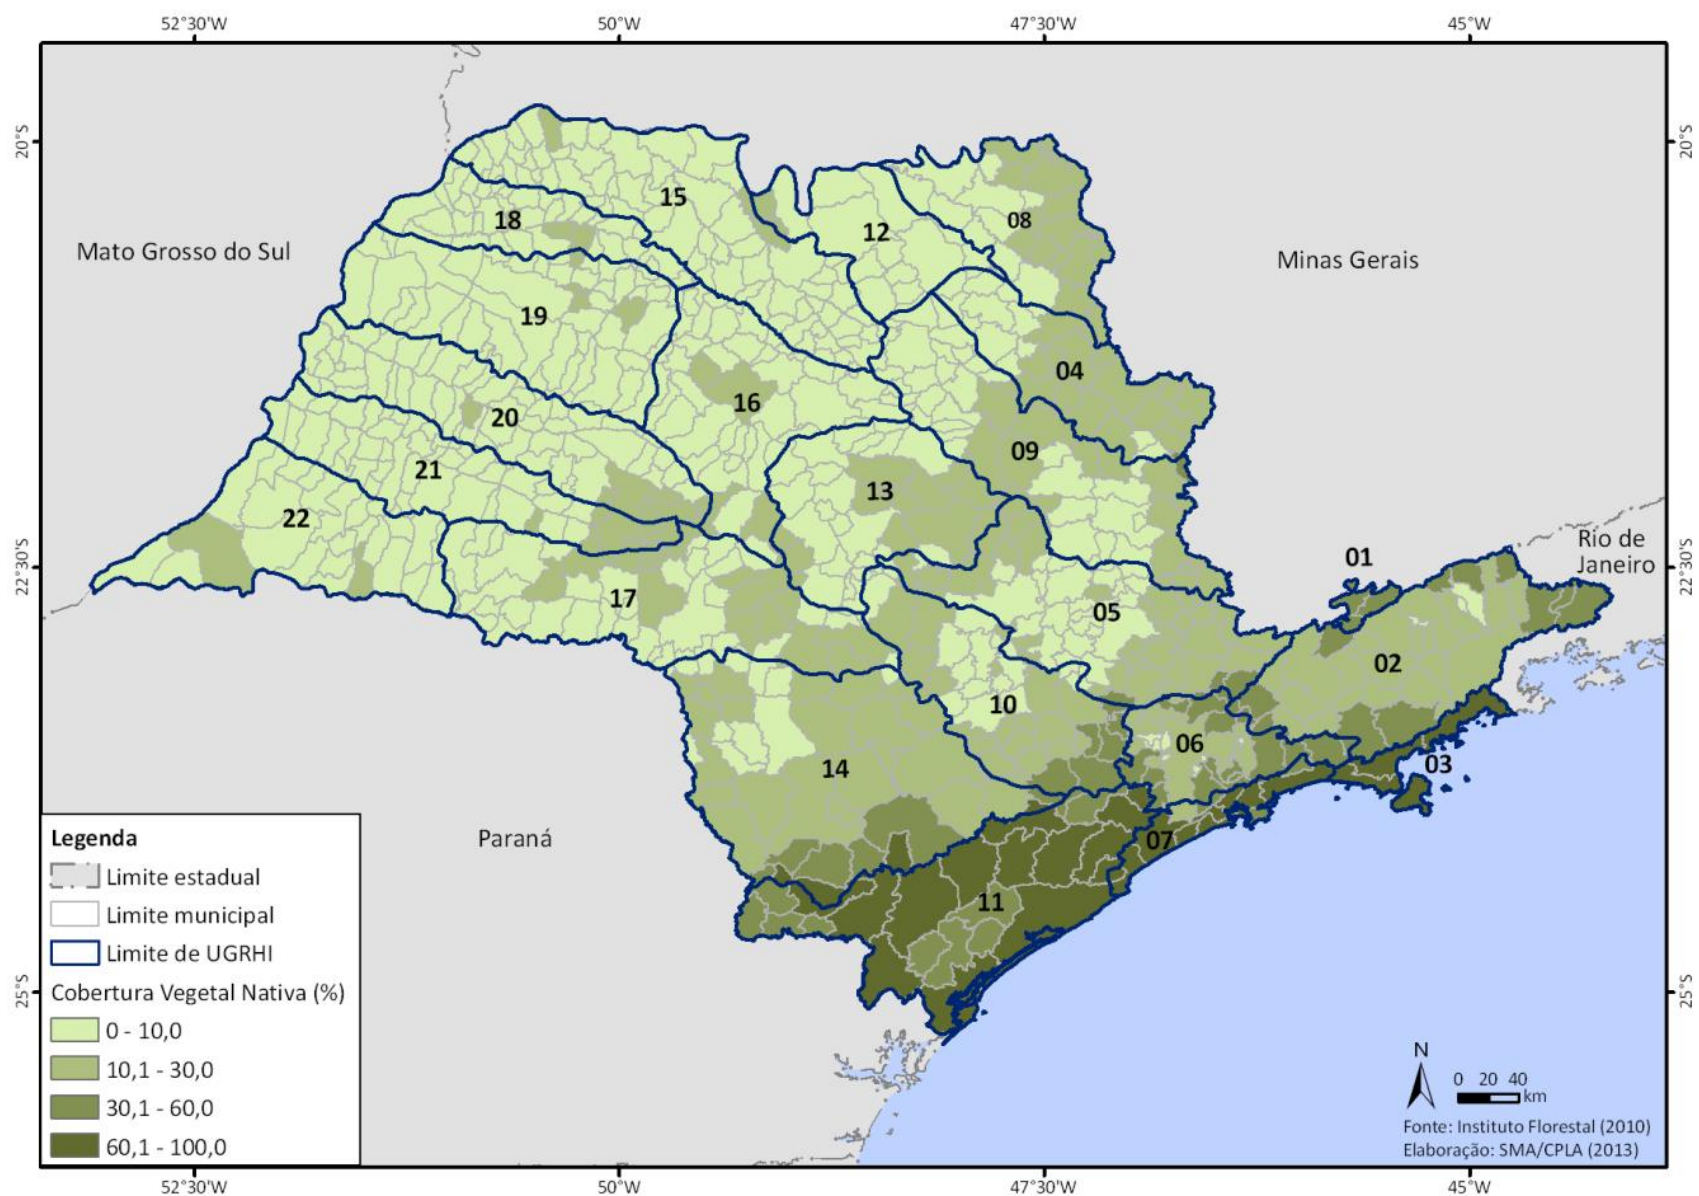 52°30'W
50°W
47°30'W
45°W
20°S
20°S
Mato Grosso do Sul
Minas Gerais
15
18
12
08
19
04
16
20
09
21
13
22
22°30'S
22°30'S
Rio de
Janeiro
01
17
05
02
10
06
14
03
07
11
Paraná
25°S
25°S
Legenda
Limite estadual
Limite municipal
Limite de UGRHI
Cobertura Vegetal Nativa (%)
0 - 10,0
10,1 - 30,0
30,1 - 60,0
60,1 - 100,0
N
0 20 40
km
Fonte: Instituto Florestal (2010)
Elaboração: SMA/CPLA (2013)
52°30'W
50°W
47°30'W
45°W